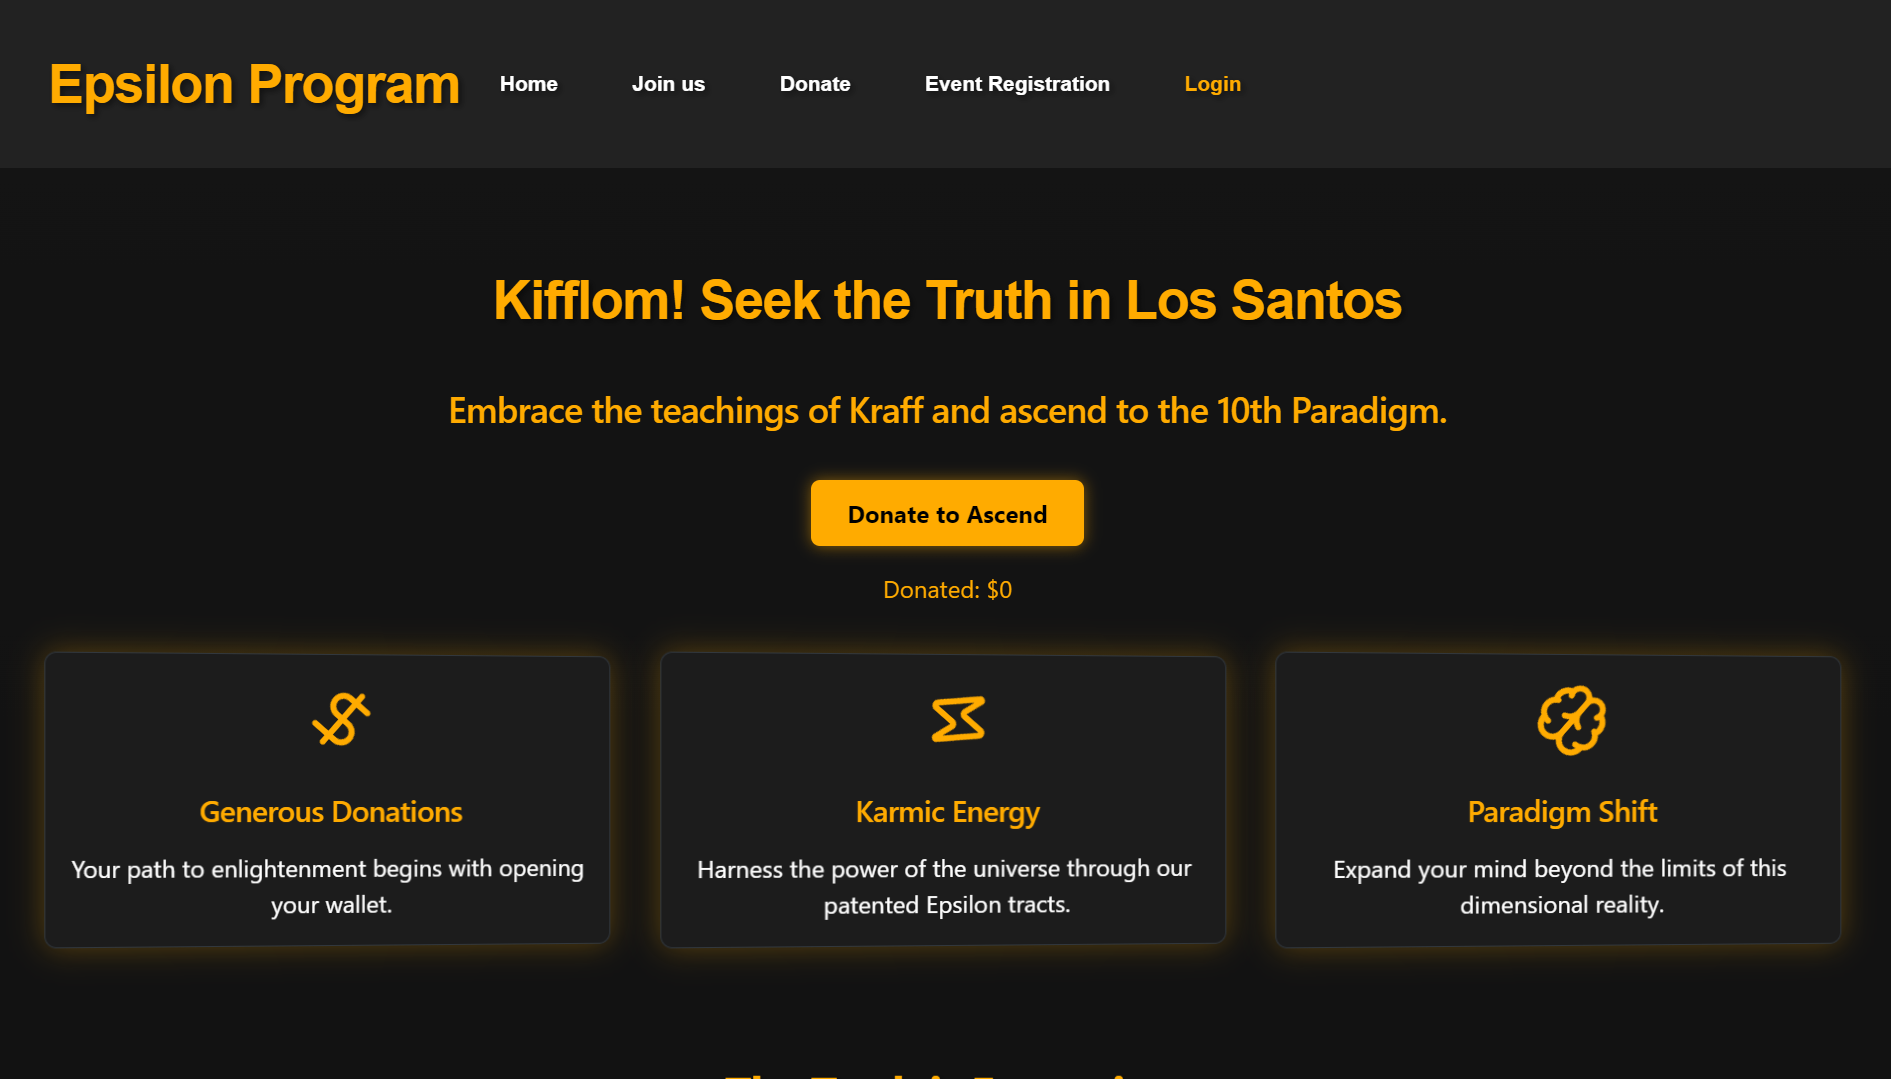 Epsilon Program
Home
Join us
Donate
Event Registration
Login
Kifflom! Seek the Truth in Los Santos
Embrace the teachings of Kraff and ascend to the 10th Paradigm.
Donate to Ascend
Donated: $0
Generous Donations
Your path to enlightenment begins with opening
your wallet.
Karmic Energy
Harness the power of the universe through our
patented Epsilon tracts.
Paradigm Shift
Expand your mind beyond the limits of this
dimensional reality.